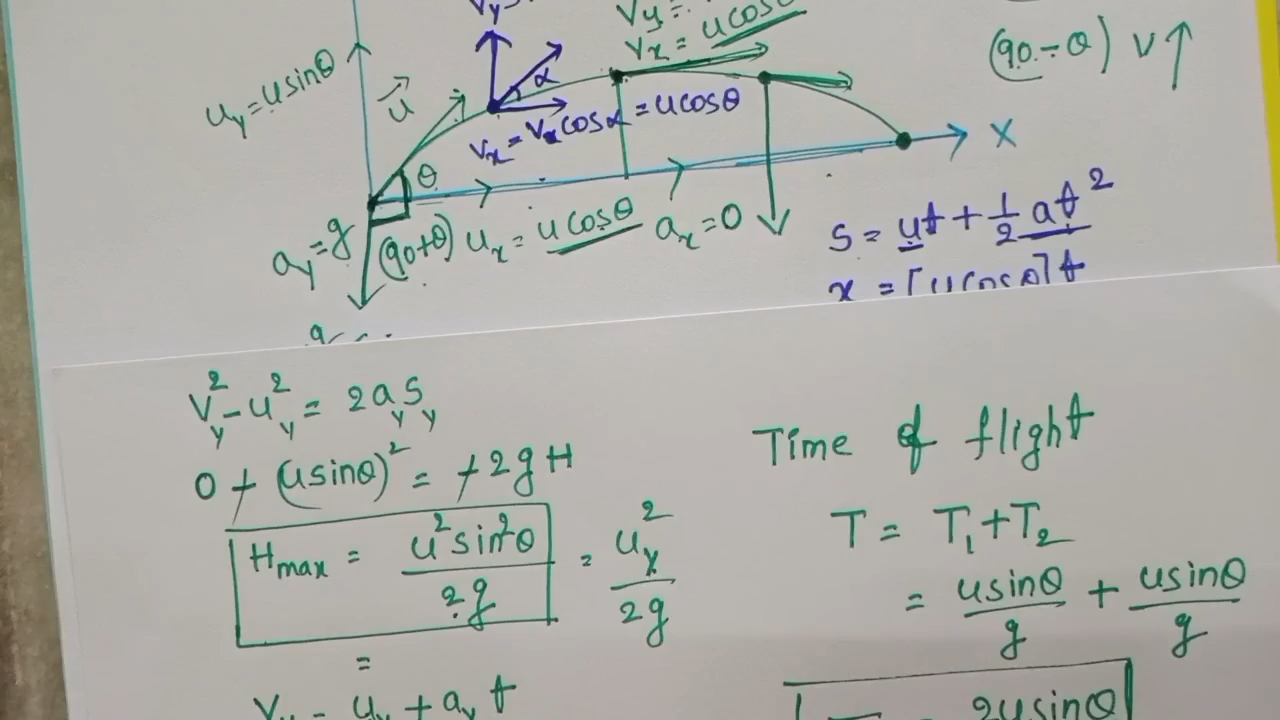 Vy=
Vy =
Vx = ucosθ
(90-θ) V↑
uy=usinθ
u⃗
α
Vx = Vx cosα = ucosθ
X
θ
ay=g
(90+θ) ux = ucosθ
ax=0
S = ut + 1/2 at²
x = [ucosθ]t
g
Vy² - uy² = 2aySy
0 + (usinθ)² = +2gH
Hmax = u²sin²θ/2g = uy²/2g
=
Vy = uy + ay t
Time of flight
T = T1+T2
= usinθ/g + usinθ/g
2usinθ